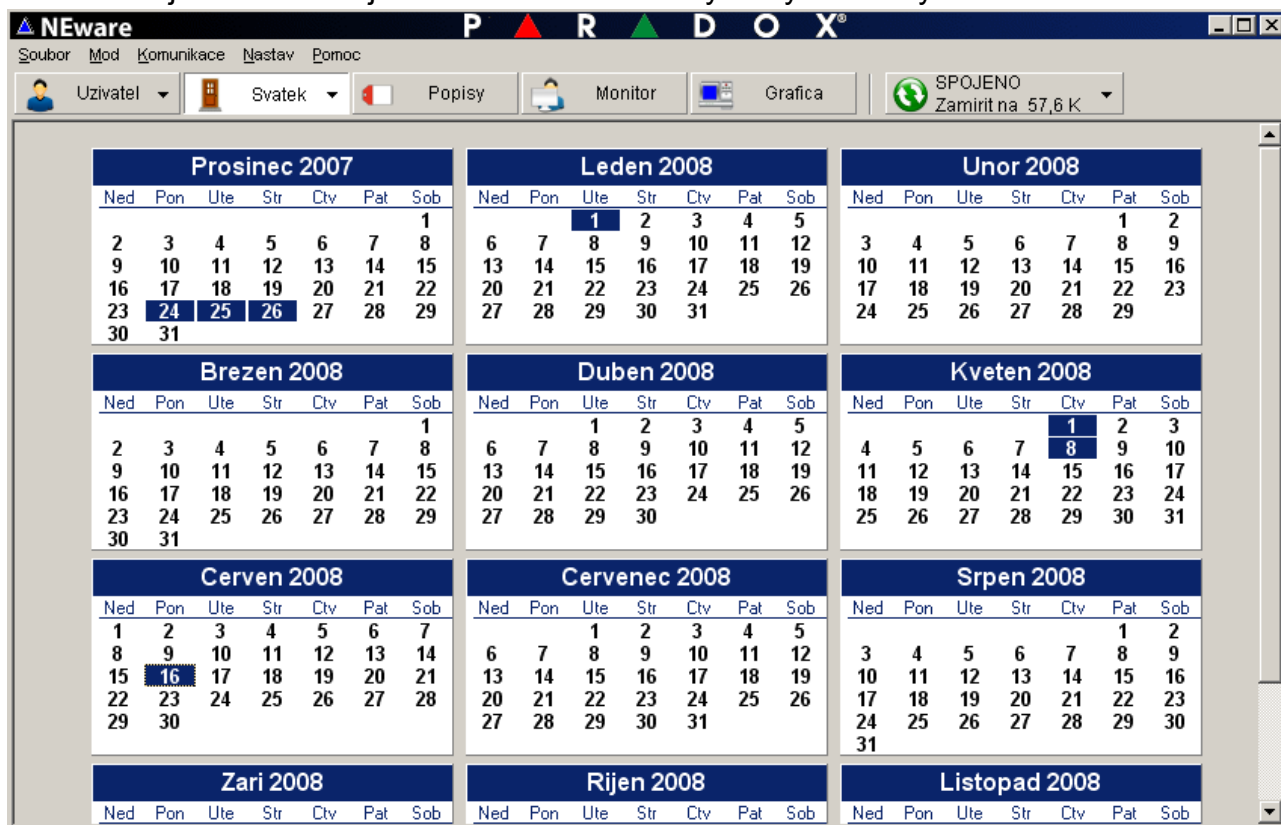 NEware P A R A D O X®
Soubor Mod Komunikace Nastav Pomoc
Uzivatel Svatek Popisy Monitor Grafica SPOJENO
Zamirit na 57,6 K
Prosinec 2007 Leden 2008 Unor 2008
Ned Pon Ute Str Ctv Pat Sob Ned Pon Ute Str Ctv Pat Sob Ned Pon Ute Str Ctv Pat Sob
1 1 2 3 4 5 1 2
2 3 4 5 6 7 8 6 7 8 9 10 11 12 3 4 5 6 7 8 9
9 10 11 12 13 14 15 13 14 15 16 17 18 19 10 11 12 13 14 15 16
16 17 18 19 20 21 22 20 21 22 23 24 25 26 17 18 19 20 21 22 23
23 24 25 26 27 28 29 27 28 29 30 31 24 25 26 27 28 29
30 31
Brezen 2008 Duben 2008 Kveten 2008
Ned Pon Ute Str Ctv Pat Sob Ned Pon Ute Str Ctv Pat Sob Ned Pon Ute Str Ctv Pat Sob
1 1 2 3 4 5 1 2 3
2 3 4 5 6 7 8 6 7 8 9 10 11 12 4 5 6 7 8 9 10
9 10 11 12 13 14 15 13 14 15 16 17 18 19 11 12 13 14 15 16 17
16 17 18 19 20 21 22 20 21 22 23 24 25 26 18 19 20 21 22 23 24
23 24 25 26 27 28 29 27 28 29 30 25 26 27 28 29 30 31
30 31
Cerven 2008 Cervenec 2008 Srpen 2008
Ned Pon Ute Str Ctv Pat Sob Ned Pon Ute Str Ctv Pat Sob Ned Pon Ute Str Ctv Pat Sob
1 2 3 4 5 6 7 1 2 3 4 5 1 2
8 9 10 11 12 13 14 6 7 8 9 10 11 12 3 4 5 6 7 8 9
15 16 17 18 19 20 21 13 14 15 16 17 18 19 10 11 12 13 14 15 16
22 23 24 25 26 27 28 20 21 22 23 24 25 26 17 18 19 20 21 22 23
29 30 27 28 29 30 31 24 25 26 27 28 29 30
31
Zari 2008 Rijen 2008 Listopad 2008
Ned Pon Ute Str Ctv Pat Sob Ned Pon Ute Str Ctv Pat Sob Ned Pon Ute Str Ctv Pat Sob